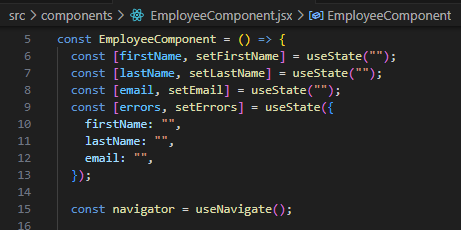 src > components > EmployeeComponent.jsx > EmployeeComponent
5 const EmployeeComponent = () => {
6 const [firstName, setFirstName] = useState("");
7 const [lastName, setLastName] = useState("");
8 const [email, setEmail] = useState("");
9 const [errors, setErrors] = useState({
10 firstName: "",
11 lastName: "",
12 email: "",
13 });
14
15 const navigator = useNavigate();
16